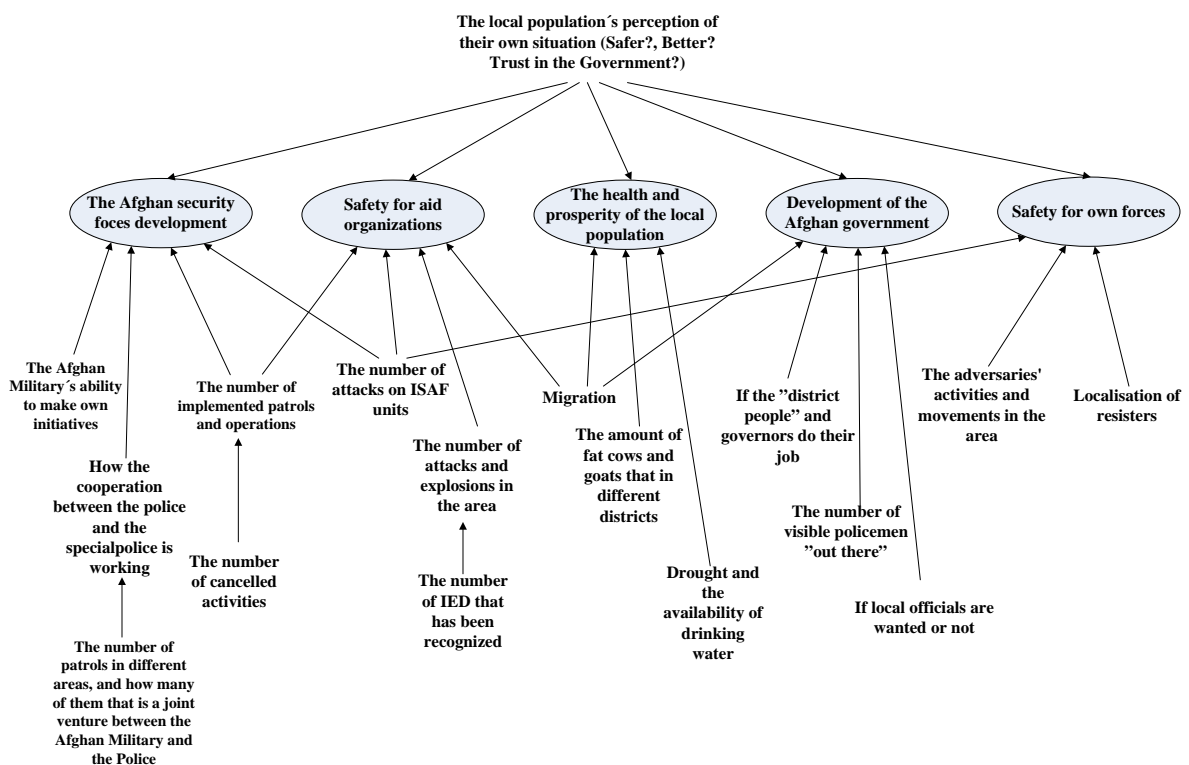 The local population´s perception of
their own situation (Safer?, Better?
Trust in the Government?)
The Afghan security
foces development
Safety for aid
organizations
The health and
prosperity of the local
population
Development of the
Afghan government
Safety for own forces
The Afghan
Military´s ability
to make own
initiatives
The number of
implemented patrols
and operations
The number of
attacks on ISAF
units
Migration
If the ”district
people” and
governors do their
job
The adversaries'
activities and
movements in the
area
Localisation of
resisters
How the
cooperation
between the police
and the
specialpolice is
working
The number of
attacks and
explosions in
the area
The amount of
fat cows and
goats that in
different
districts
The number of
visible policemen
”out there”
The number
of cancelled
activities
The number
of IED that
has been
recognized
Drought and
the
availability of
drinking
water
If local officials are
wanted or not
The number of
patrols in different
areas, and how many
of them that is a joint
venture between the
Afghan Military and
the Police